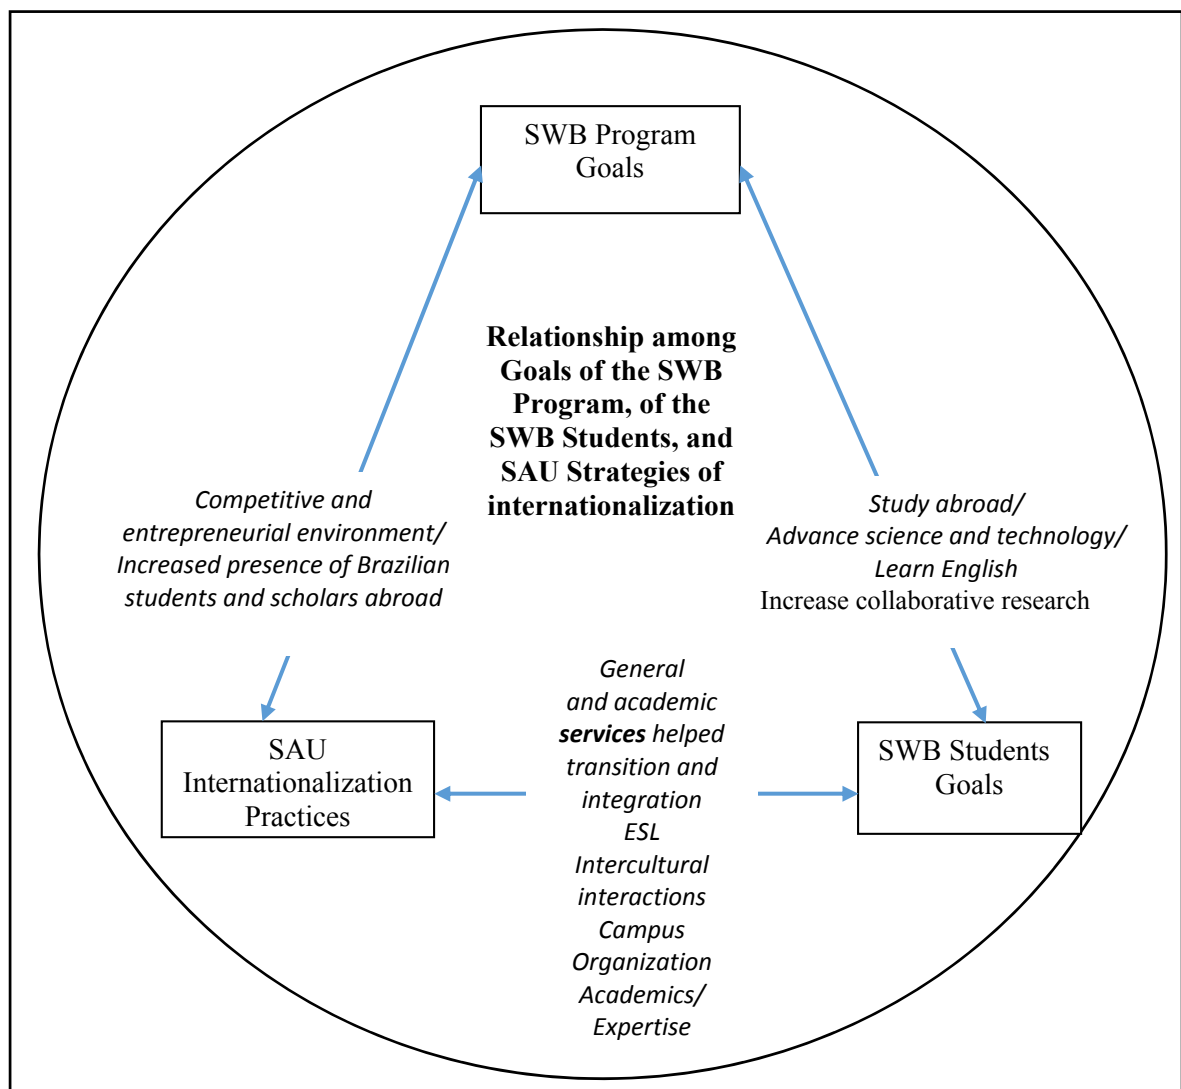 SWB Program
Goals
Relationship among
Goals of the SWB
Program, of the
SWB Students, and
SAU Strategies of
internationalization
Competitive and
entrepreneurial environment/
Increased presence of Brazilian
students and scholars abroad
Study abroad/
Advance science and technology/
Learn English
Increase collaborative research
SAU
Internationalization
Practices
General
and academic
services helped
transition and
integration
ESL
Intercultural
interactions
Campus
Organization
Academics/
Expertise
SWB Students
Goals